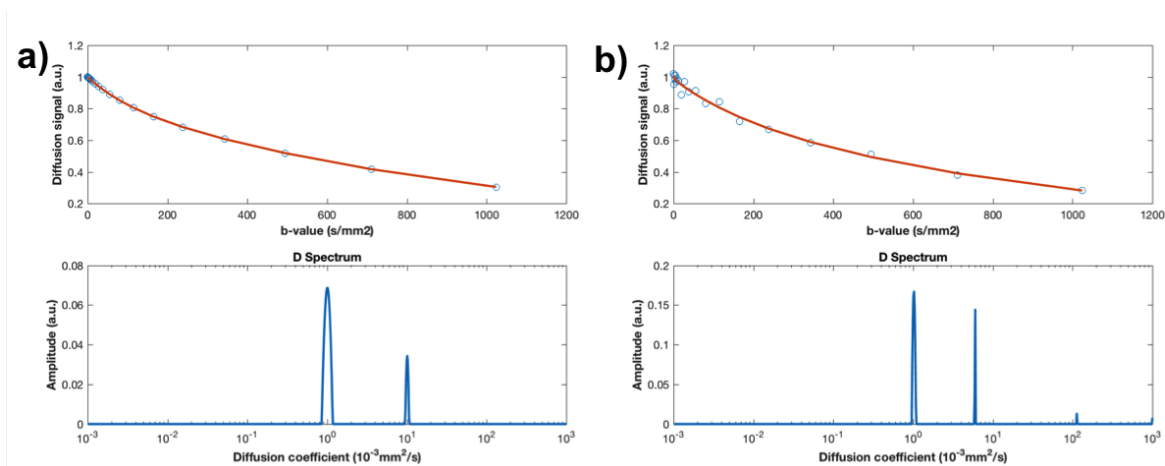 a)
1.2
1
0.8
0.6
0.4
0.2
Diffusion signal (a.u.)
0 200 400 600 800 1000 1200
b-value (s/mm2)
D Spectrum
0.08
0.06
0.04
0.02
0
Amplitude (a.u.)
10-3 10-2 10-1 100 101 102 103
Diffusion coefficient (10-3mm2/s)
b)
1.2
1
0.8
0.6
0.4
0.2
Diffusion signal (a.u.)
0 200 400 600 800 1000 1200
b-value (s/mm2)
D Spectrum
0.2
0.15
0.1
0.05
0
Amplitude (a.u.)
10-3 10-2 10-1 100 101 102 103
Diffusion coefficient (10-3mm2/s)